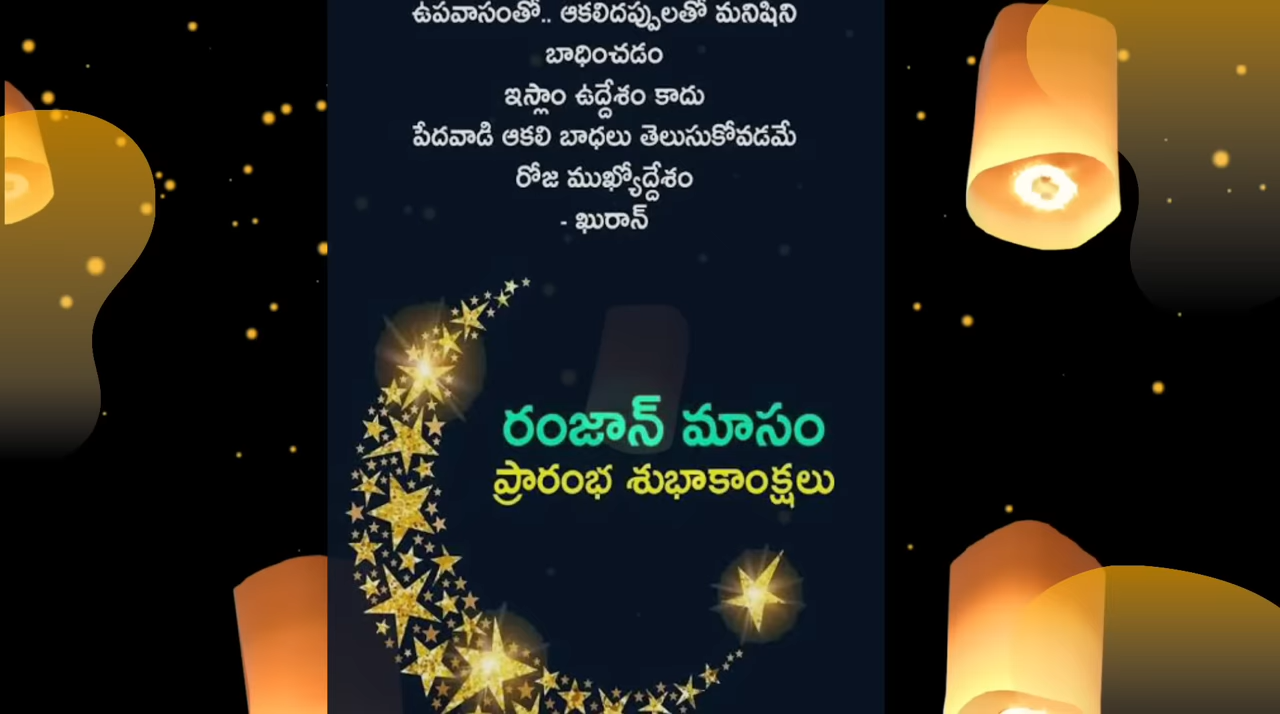 ఉపవాసంతో.. ఆకలిదప్పులతో మనిషిని
బాధించడం
ఇస్లాం ఉద్దేశం కాదు
పేదవాడి ఆకలి బాధలు తెలుసుకోవడమే
రోజ ముఖ్యోద్దేశం
- ఖురాన్
రంజాన్ మాసం
ప్రారంభ శుభాకాంక్షలు